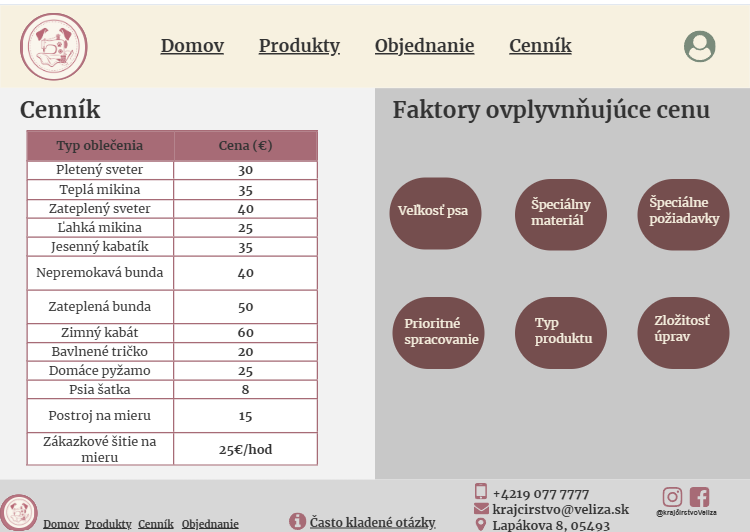 Domov Produkty Objednanie Cenník
Cenník
Typ oblečenia Cena (€)
Pletený sveter 30
Teplá mikina 35
Zateplený sveter 40
Ľahká mikina 25
Jesenný kabatík 35
Nepremokavá bunda 40
Zateplená bunda 50
Zimný kabát 60
Bavlnené tričko 20
Domáce pyžamo 25
Psia šatka 8
Postroj na mieru 15
Zákazkové šitie na
mieru 25€/hod
Faktory ovplyvnňujúce cenu
Veľkosť psa
Špeciálny
materiál
Špeciálne
požiadavky
Prioritné
spracovanie
Typ
produktu
Zložitosť
úprav
Domov Produkty Cenník Objednanie
Často kladené otázky
+4219 077 7777
krajcirstvo@veliza.sk
Lapákova 8, 05493
@krajčírstvoVeliza